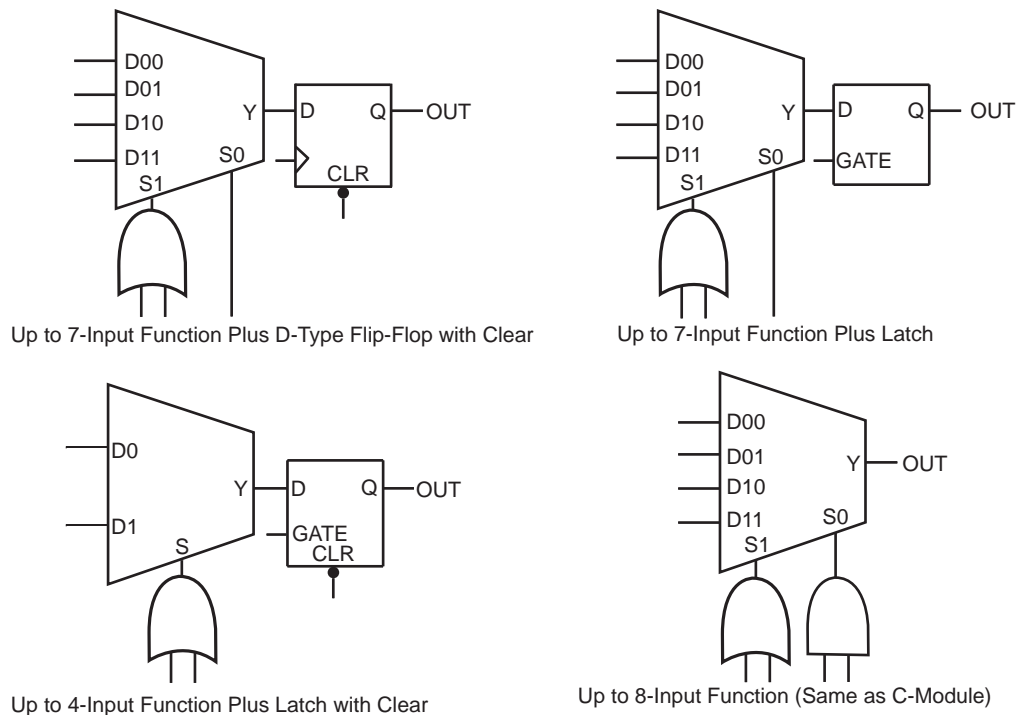 D00
D01
D10
D11
S1
S0
Y
D
Q
CLR
OUT
Up to 7-Input Function Plus D-Type Flip-Flop with Clear
D00
D01
D10
D11
S1
S0
Y
D
Q
GATE
OUT
Up to 7-Input Function Plus Latch
D0
D1
S
Y
D
Q
GATE
CLR
OUT
Up to 4-Input Function Plus Latch with Clear
D00
D01
D10
D11
S1
S0
Y
OUT
Up to 8-Input Function (Same as C-Module)